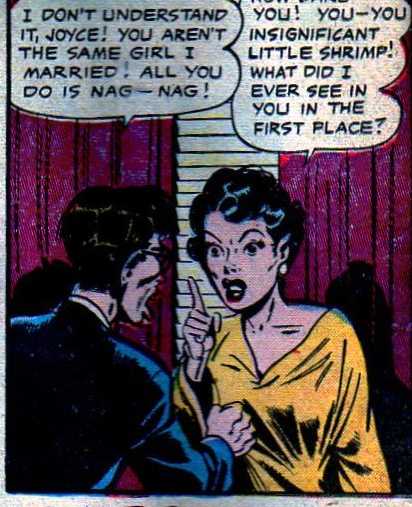 I DON'T UNDERSTAND
IT, JOYCE! YOU AREN'T
THE SAME GIRL I
MARRIED! ALL YOU
DO IS NAG — NAG!
YOU! YOU—YOU
INSIGNIFICANT
LITTLE SHRIMP!
WHAT DID I
EVER SEE IN
YOU IN THE
FIRST PLACE?